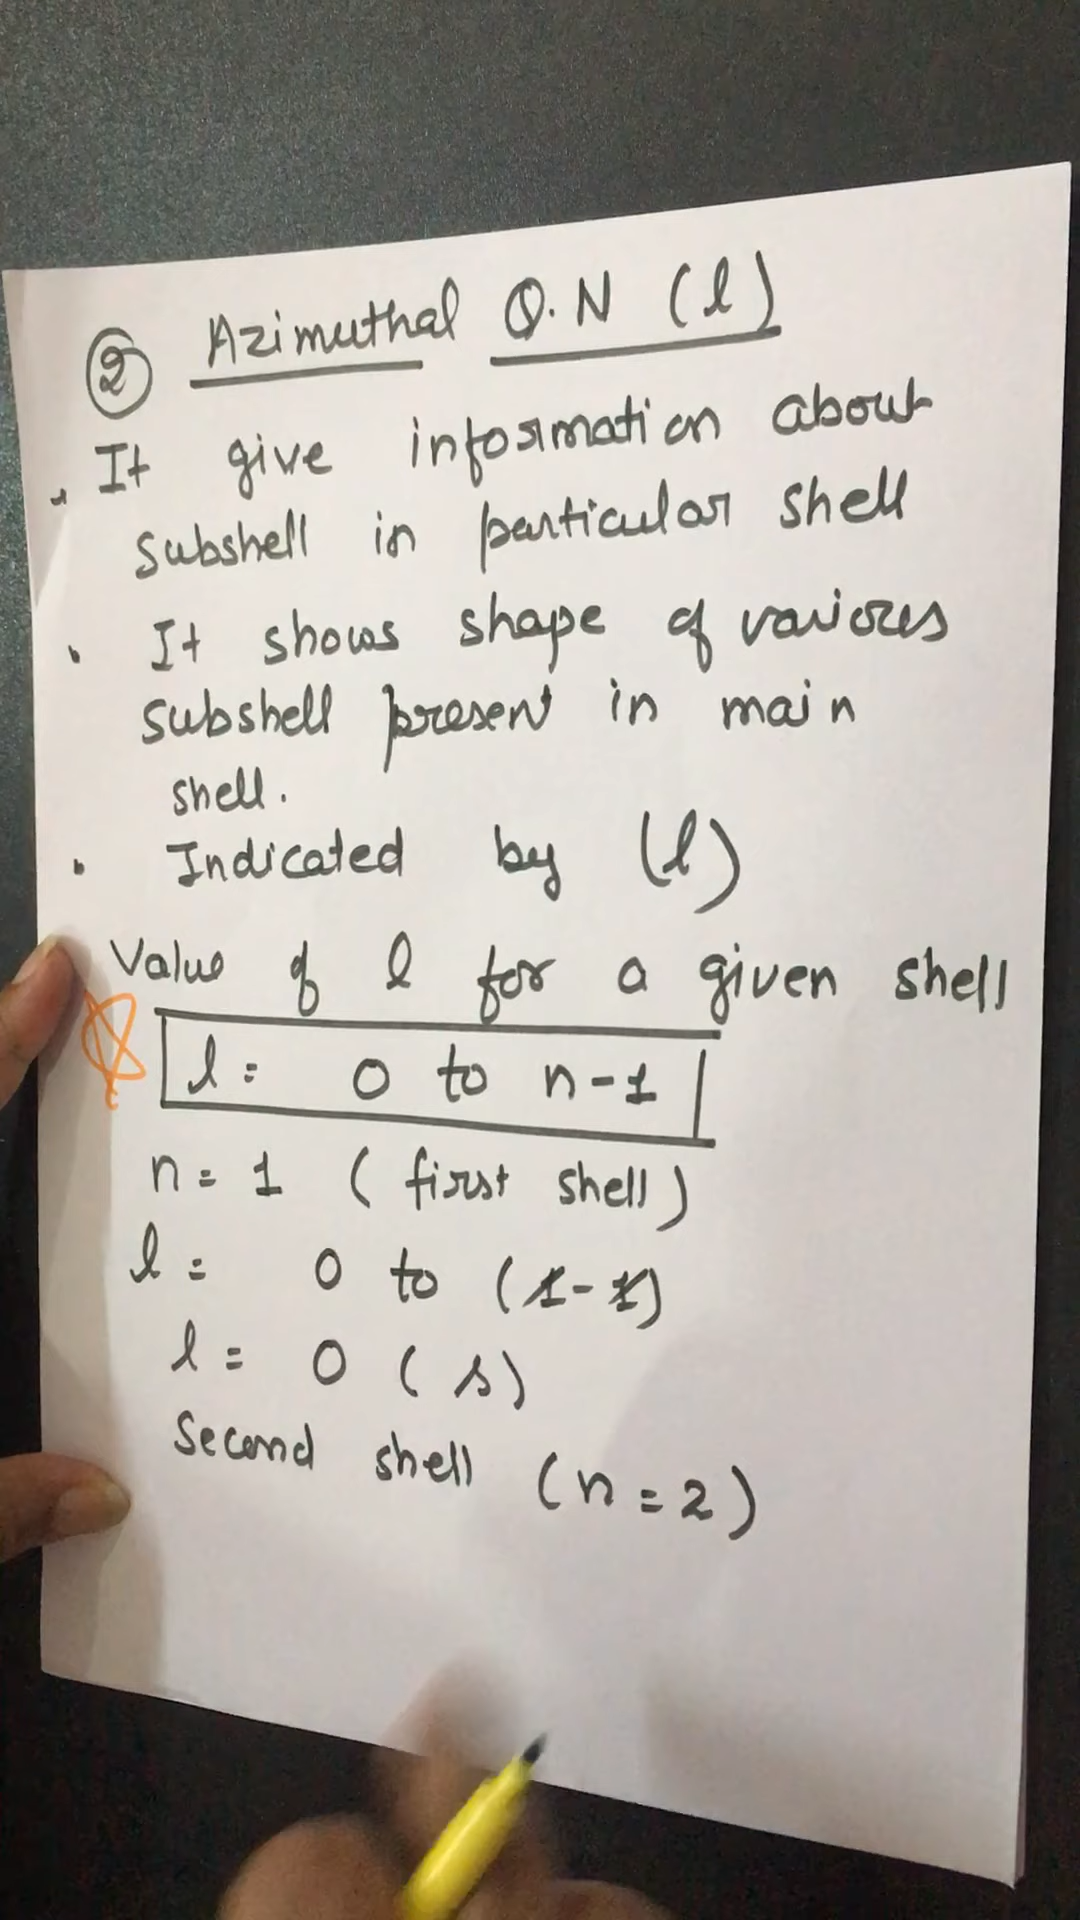 ② Azimuthal Q.N (l)
• It give information about
subshell in particular shell
• It shows shape of various
subshell present in main
shell.
• Indicated by (l)
Value of l for a given shell
l = 0 to n-1
n = 1 (first shell)
l = 0 to (1-1)
l = 0 (s)
Second shell (n=2)